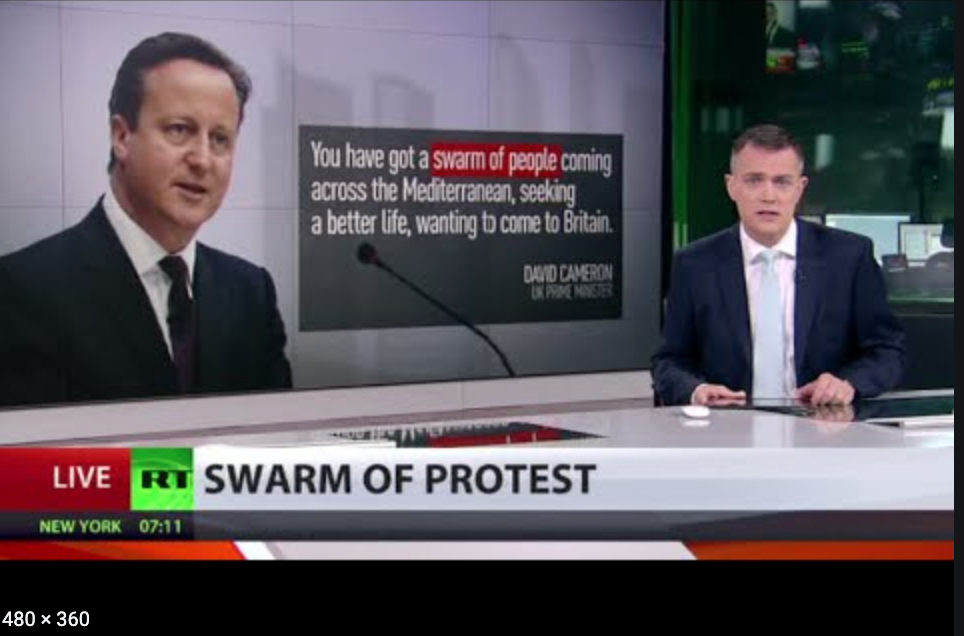 You have got a swarm of people coming
across the Mediterranean, seeking
a better life, wanting to come to Britain.
DAVID CAMERON
UK PRIME MINISTER
LIVE RT SWARM OF PROTEST
NEW YORK 07:11
480 × 360